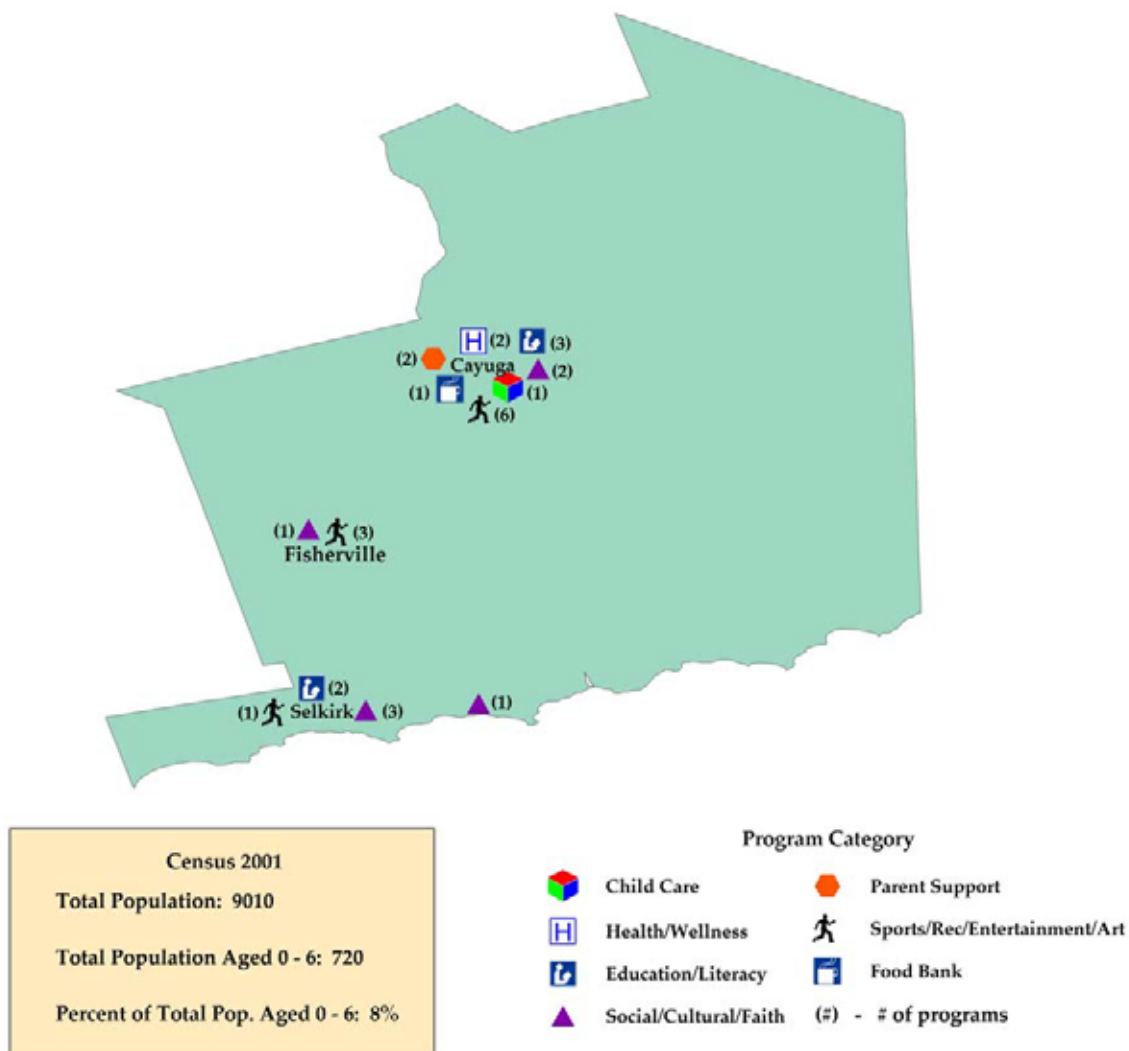 (2) (3)
(2) Cayuga (2)
(1) (1)
(6)
(1) (3)
Fisherville
(2)
(1) Selkirk (3) (1)
Census 2001
Total Population: 9010
Total Population Aged 0 - 6: 720
Percent of Total Pop. Aged 0 - 6: 8%
Program Category
Child Care
Parent Support
H Health/Wellness
Sports/Rec/Entertainment/Art
Education/Literacy
Food Bank
Social/Cultural/Faith
(#) - # of programs